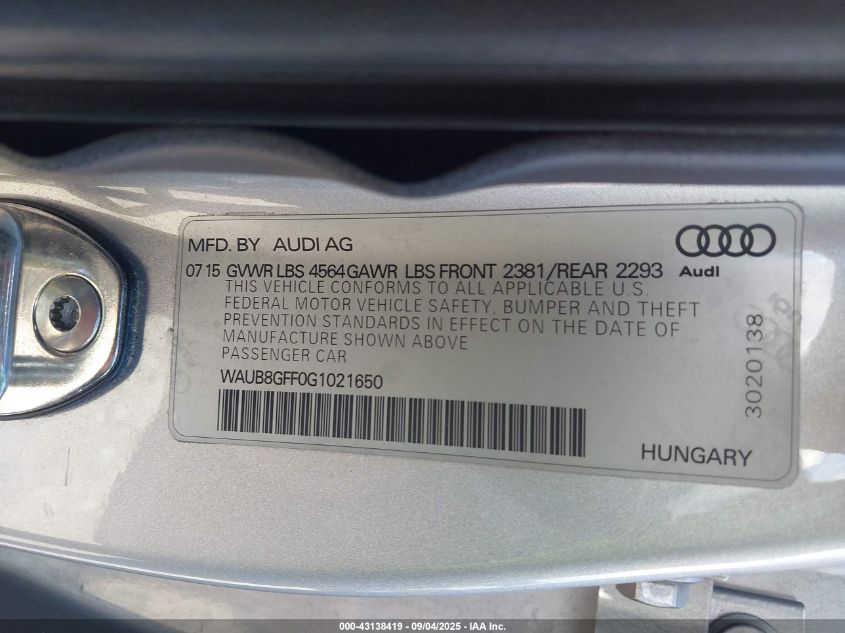 MFD. BY AUDI AG
Audi
07 15 GVWR LBS 4564 GAWR LBS FRONT 2381/REAR 2293
THIS VEHICLE CONFORMS TO ALL APPLICABLE U.S.
FEDERAL MOTOR VEHICLE SAFETY, BUMPER AND THEFT
PREVENTION STANDARDS IN EFFECT ON THE DATE OF
MANUFACTURE SHOWN ABOVE
PASSENGER CAR
WAUB8GFF0G1021650
3020138
HUNGARY
000-43138419 - 09/04/2025 - IAA Inc.